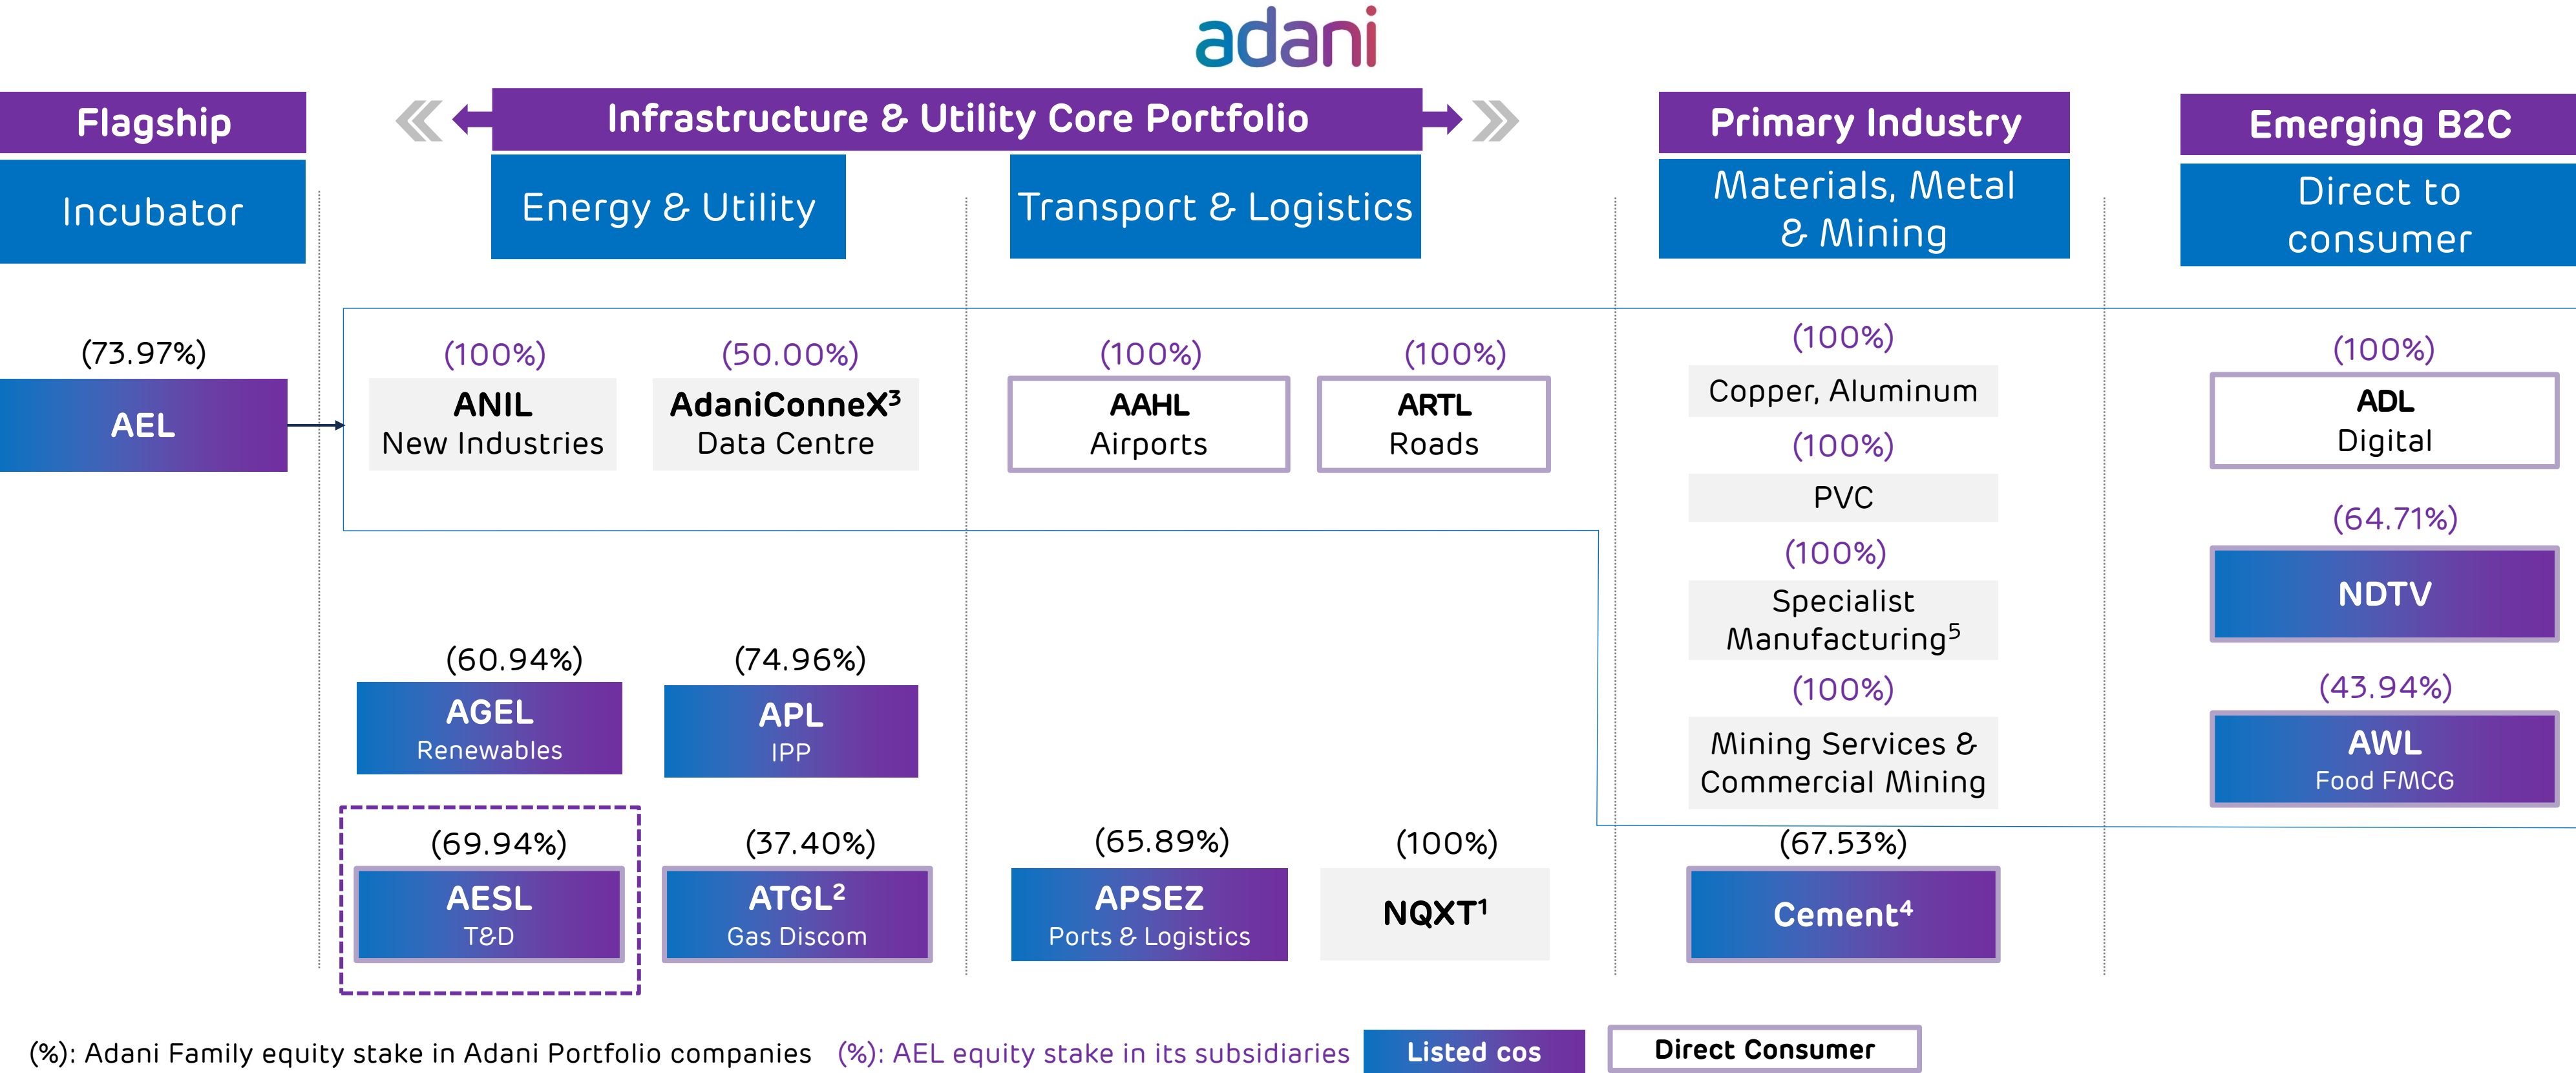 adani
Flagship
Infrastructure & Utility Core Portfolio
Primary Industry
Emerging B2C
Incubator
Energy & Utility
Transport & Logistics
Materials, Metal
& Mining
Direct to
consumer
(73.97%)
AEL
(100%)
ANIL
New Industries
(50.00%)
AdaniConneX³
Data Centre
(100%)
AAHL
Airports
(100%)
ARTL
Roads
(100%)
Copper, Aluminum
(100%)
PVC
(100%)
Specialist
Manufacturing⁵
(100%)
Mining Services &
Commercial Mining
(100%)
ADL
Digital
(64.71%)
NDTV
(43.94%)
AWL
Food FMCG
(60.94%)
AGEL
Renewables
(74.96%)
APL
IPP
(69.94%)
AESL
T&D
(37.40%)
ATGL²
Gas Discom
(65.89%)
APSEZ
Ports & Logistics
(100%)
NQXT¹
(67.53%)
Cement⁴
(%): Adani Family equity stake in Adani Portfolio companies
(%): AEL equity stake in its subsidiaries
Listed cos
Direct Consumer